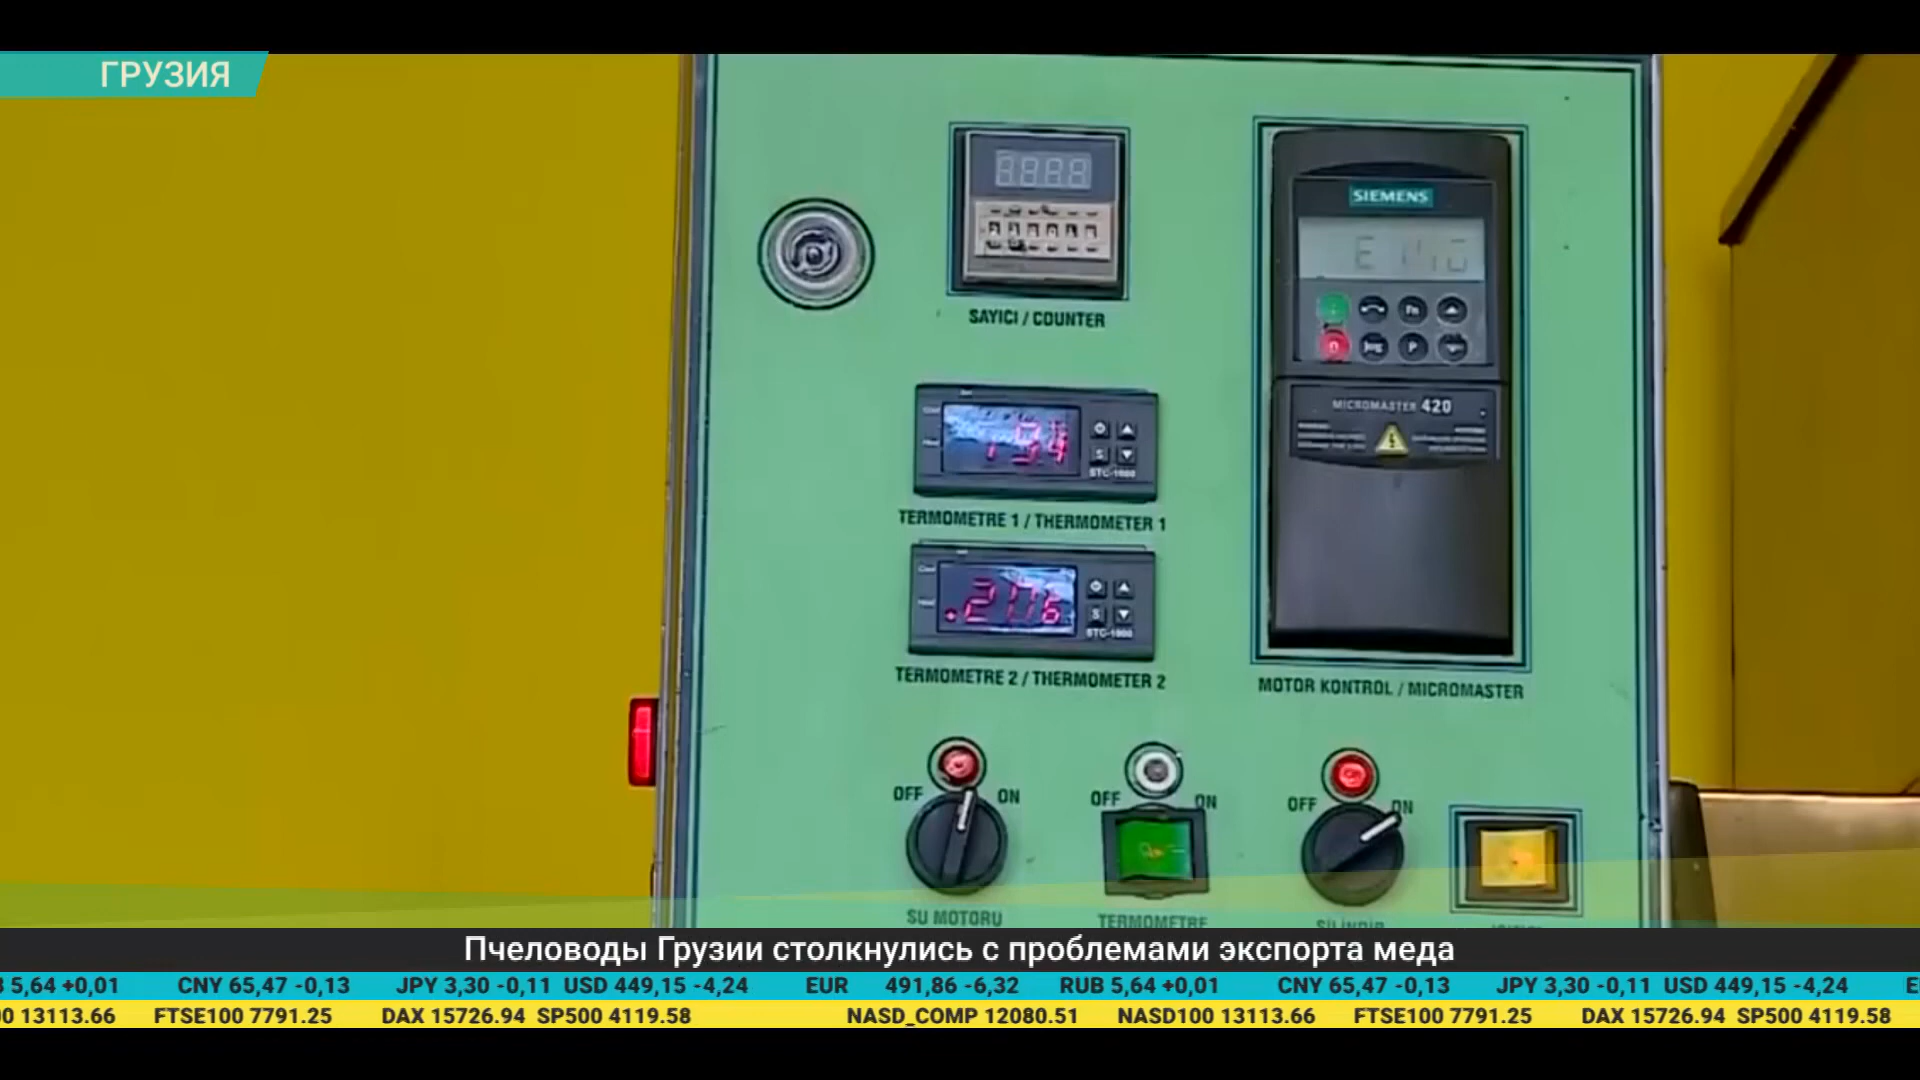 ГРУЗИЯ
SAYICI / COUNTER
SIEMENS
Fn
P
MICROMASTER 420
S
STC-1000
TERMOMETRE 1 / THERMOMETER 1
S
STC-1000
TERMOMETRE 2 / THERMOMETER 2
MOTOR KONTROL / MICROMASTER
OFF ON
OFF ON
OFF ON
SU MOTORU
TERMOMETRE
SİLİNDİR
Пчеловоды Грузии столкнулись с проблемами экспорта меда
5,64 +0,01 CNY 65,47 -0,13 JPY 3,30 -0,11 USD 449,15 -4,24 EUR 491,86 -6,32 RUB 5,64 +0,01 CNY 65,47 -0,13 JPY 3,30 -0,11 USD 449,15 -4,24
13113.66 FTSE100 7791.25 DAX 15726.94 SP500 4119.58 NASD_COMP 12080.51 NASD100 13113.66 FTSE100 7791.25 DAX 15726.94 SP500 4119.58